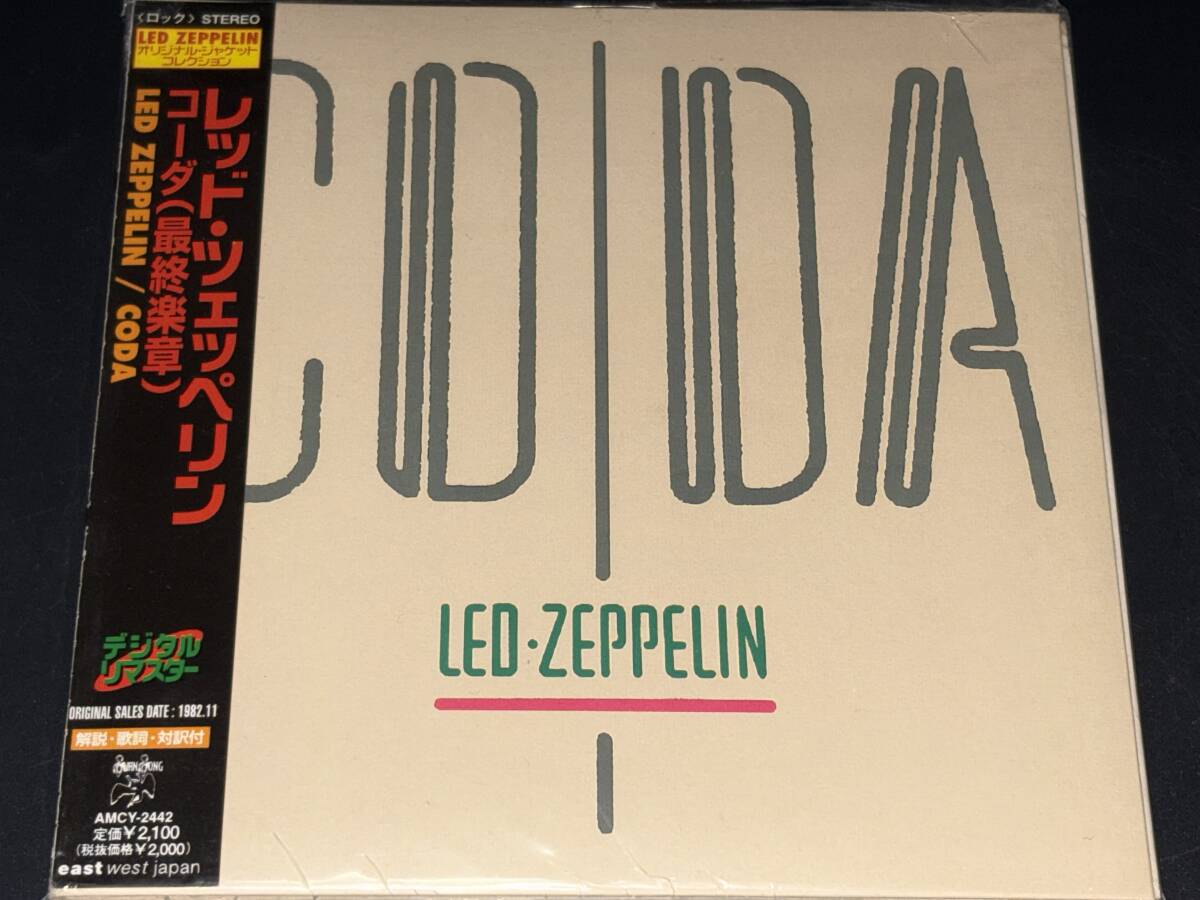 〈ロック〉 STEREO
LED ZEPPELIN
オリジナル・ジャケット
コレクション
レッド・ツェッペリン
コーダ(最終楽章)
LED ZEPPELIN / CODA
デジタル
リマスター
ORIGINAL SALES DATE : 1982.11
解説・歌詞・対訳付
AMCY-2442
定価¥2,100
(税抜価格¥2,000)
east west japan
CODA
LED·ZEPPELIN